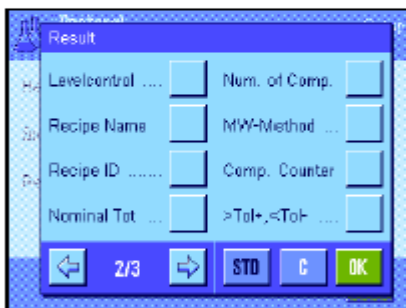 Protocol
Result
Levelcontrol ....
Num. of Comp.
Recipe Name
MW-Method ...
Recipe ID .......
Comp. Counter
Nominal Tot ...
>Tol+,<Tol- ....
2/3
STD
C
OK